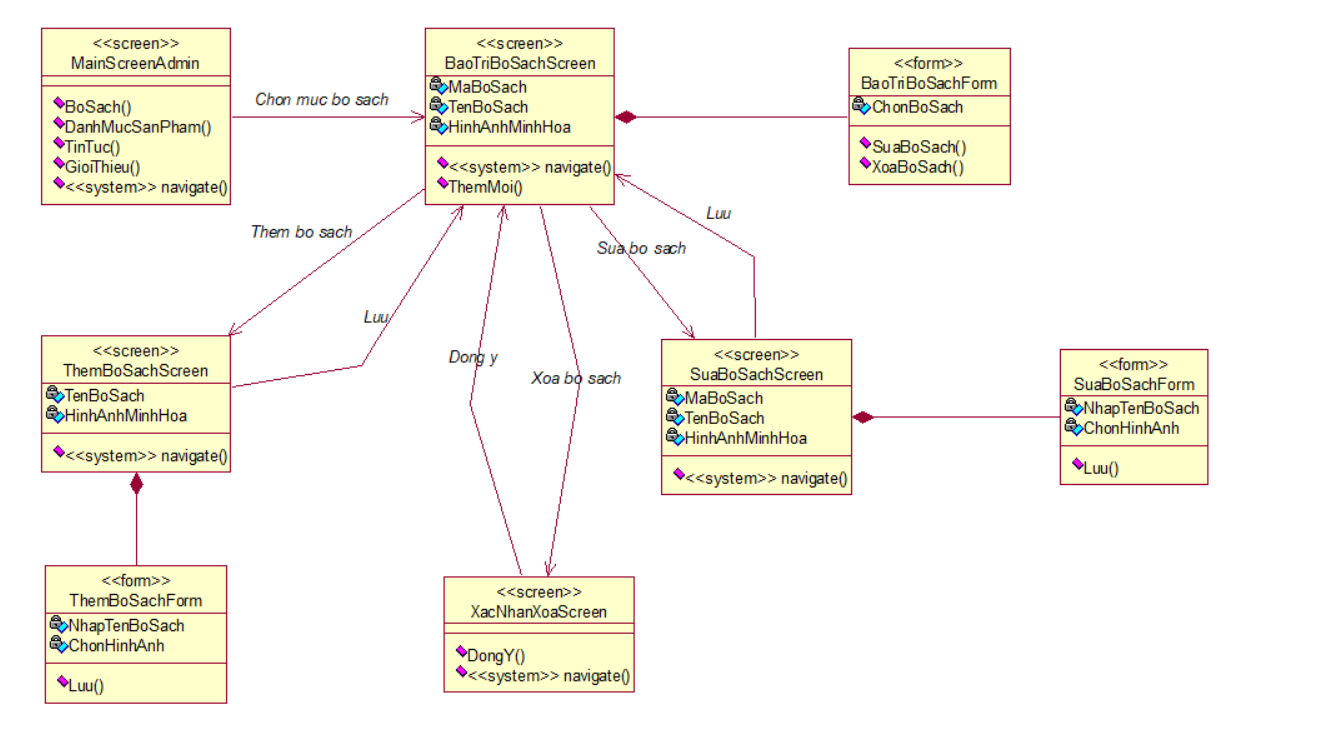 <<screen>>
MainScreenAdmin
BoSach()
DanhMucSanPham()
TinTuc()
GioiThieu()
<<system>> navigate()
Chon muc bo sach
<<screen>>
BaoTriBoSachScreen
MaBoSach
TenBoSach
HinhAnhMinhHoa
<<system>> navigate()
ThemMoi()
<<form>>
BaoTriBoSachForm
ChonBoSach
SuaBoSach()
XoaBoSach()
Them bo sach
Luu
Dong y
Xoa bo sach
Sua bo sach
Luu
<<screen>>
ThemBoSachScreen
TenBoSach
HinhAnhMinhHoa
<<system>> navigate()
<<screen>>
SuaBoSachScreen
MaBoSach
TenBoSach
HinhAnhMinhHoa
<<system>> navigate()
<<form>>
SuaBoSachForm
NhapTenBoSach
ChonHinhAnh
Luu()
<<form>>
ThemBoSachForm
NhapTenBoSach
ChonHinhAnh
Luu()
<<screen>>
XacNhanXoaScreen
DongY()
<<system>> navigate()